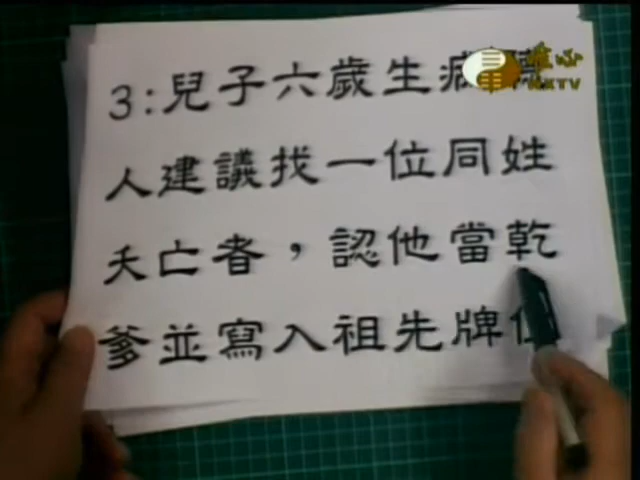 3:兒子六歲生病
人建議找一位同姓
夭亡者，認他當乾
爹並寫入祖先牌